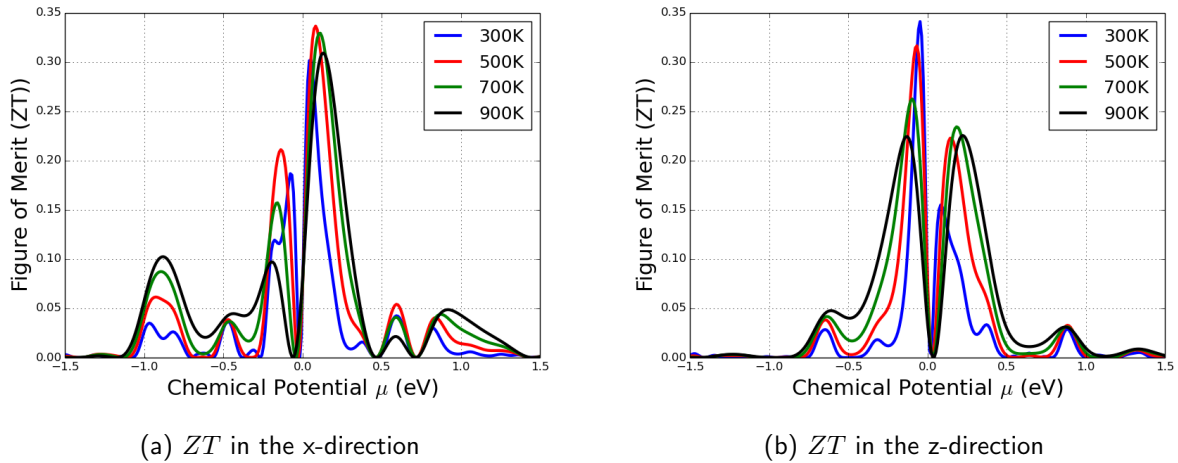 0.35
0.30
0.25
0.20
0.15
0.10
0.05
0.00
Figure of Merit (ZT))
300K
500K
700K
900K
−1.5 −1.0 −0.5 0.0 0.5 1.0 1.5
Chemical Potential μ (eV)
(a) ZT in the x-direction
0.35
0.30
0.25
0.20
0.15
0.10
0.05
0.00
Figure of Merit (ZT))
300K
500K
700K
900K
−1.5 −1.0 −0.5 0.0 0.5 1.0 1.5
Chemical Potential μ (eV)
(b) ZT in the z-direction